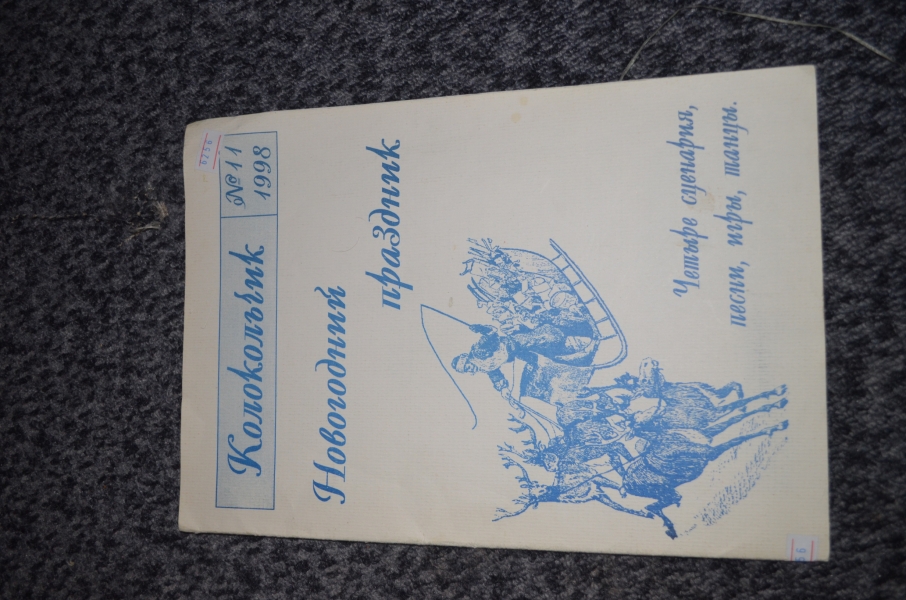 Колокольчик
№ 11
1998
Новогодний
праздник
Четыре сценария,
песни, игры, танцы.